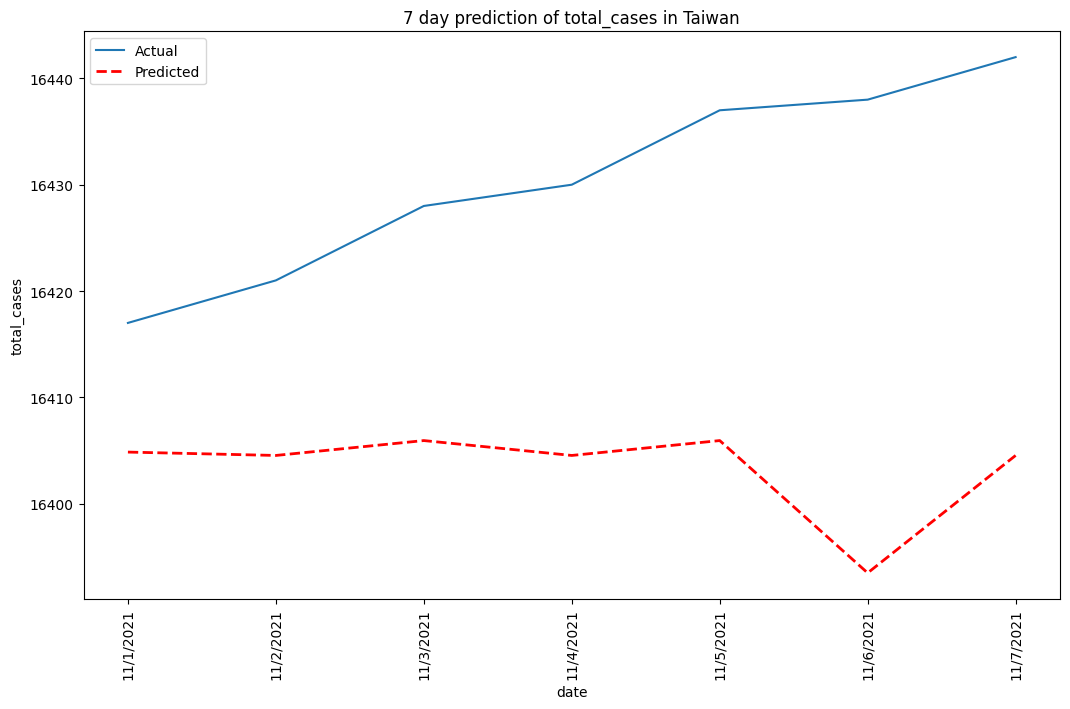 7 day prediction of total_cases in Taiwan
Actual
Predicted
16440
16430
16420
16410
16400
total_cases
11/1/2021
11/2/2021
11/3/2021
11/4/2021
11/5/2021
11/6/2021
11/7/2021
date